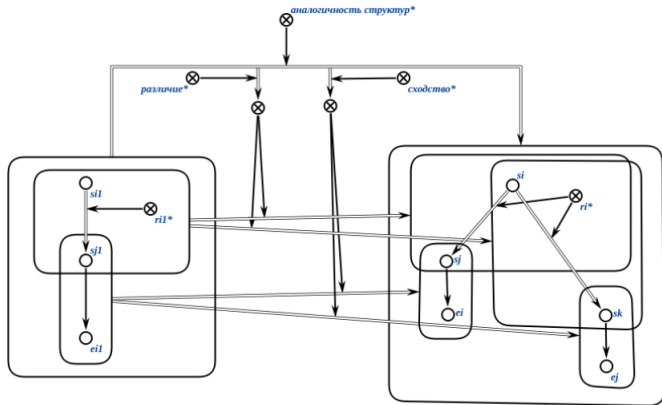 аналогичность структур*
различие*
сходство*
si1
ri1*
sj1
ei1
si
ri*
sj
ei
sk
ej